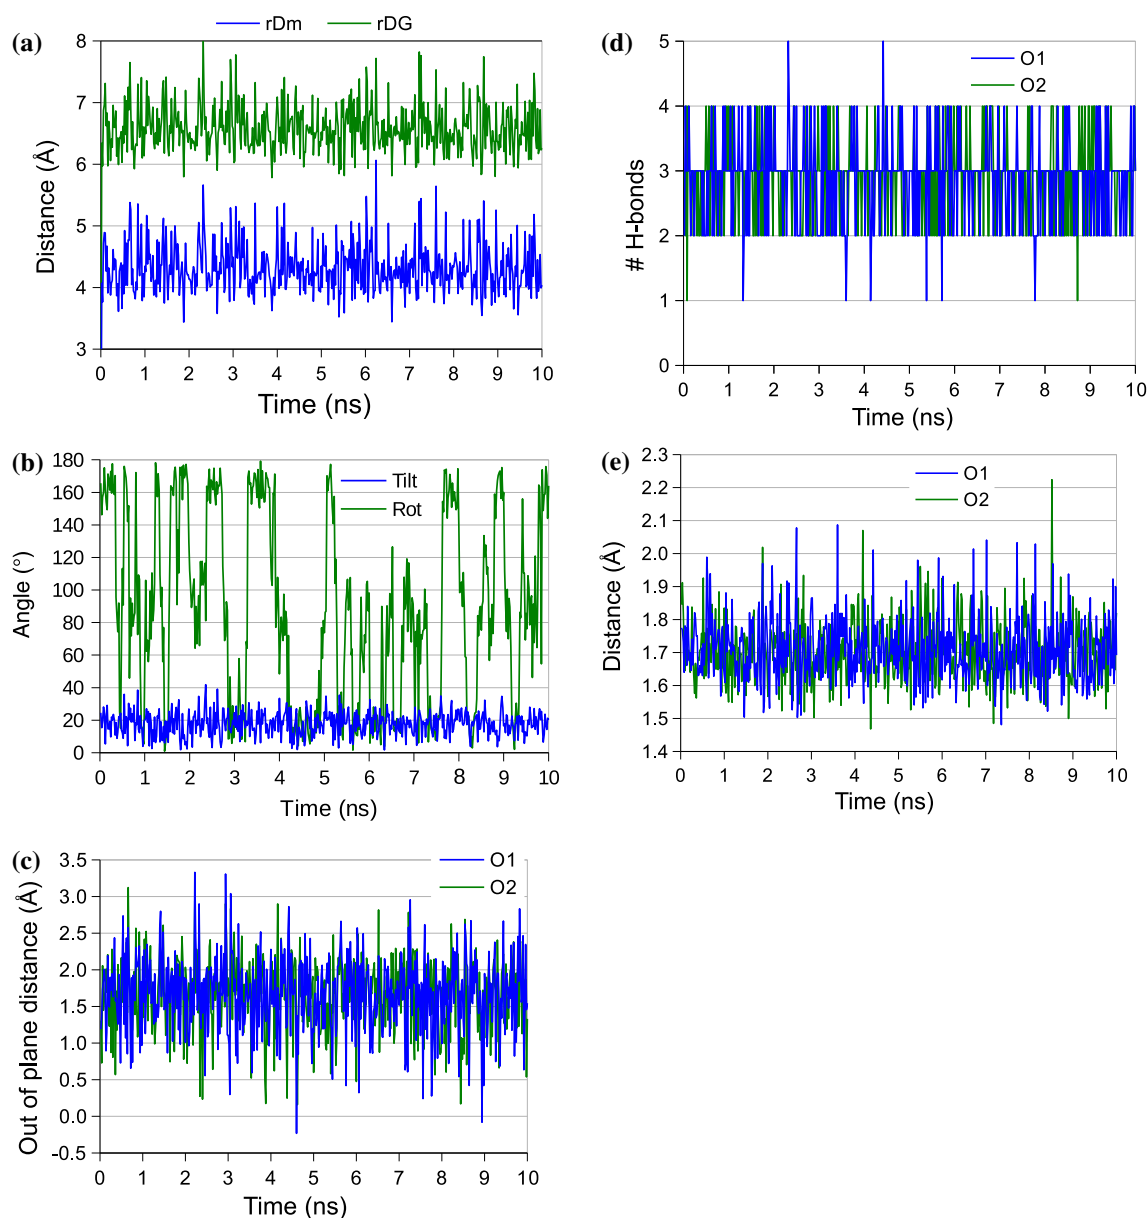 (a)
rDm rDG
8
7
6
5
4
3
Distance (Å)
0 1 2 3 4 5 6 7 8 9 10
Time (ns)
(d)
5
4
3
2
1
0
# H-bonds
O1
O2
0 1 2 3 4 5 6 7 8 9 10
Time (ns)
(b)
180
160
140
120
100
80
60
40
20
0
Angle (°)
Tilt
Rot
0 1 2 3 4 5 6 7 8 9 10
Time (ns)
(e)
2.3
2.2
2.1
2.0
1.9
1.8
1.7
1.6
1.5
1.4
Distance (Å)
O1
O2
0 1 2 3 4 5 6 7 8 9 10
Time (ns)
(c)
3.5
3.0
2.5
2.0
1.5
1.0
0.5
0.0
-0.5
Out of plane distance (Å)
O1
O2
0 1 2 3 4 5 6 7 8 9 10
Time (ns)